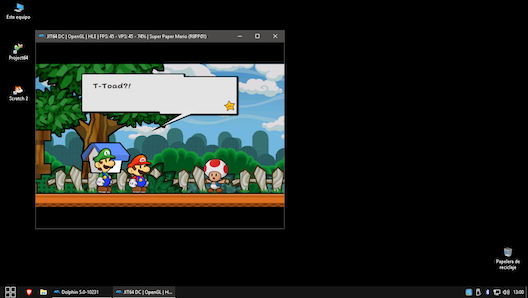 Este equipo
JIT64 DC | OpenGL | HLE | FPS: 45 - VPS: 45 - 74% | Super Paper Mario (R8PP01)
Project64
T-Toad?!
Scratch 2
Papelera de
reciclaje
Dolphin 5.0-10231
JIT64 DC | OpenGL | H...
13:00